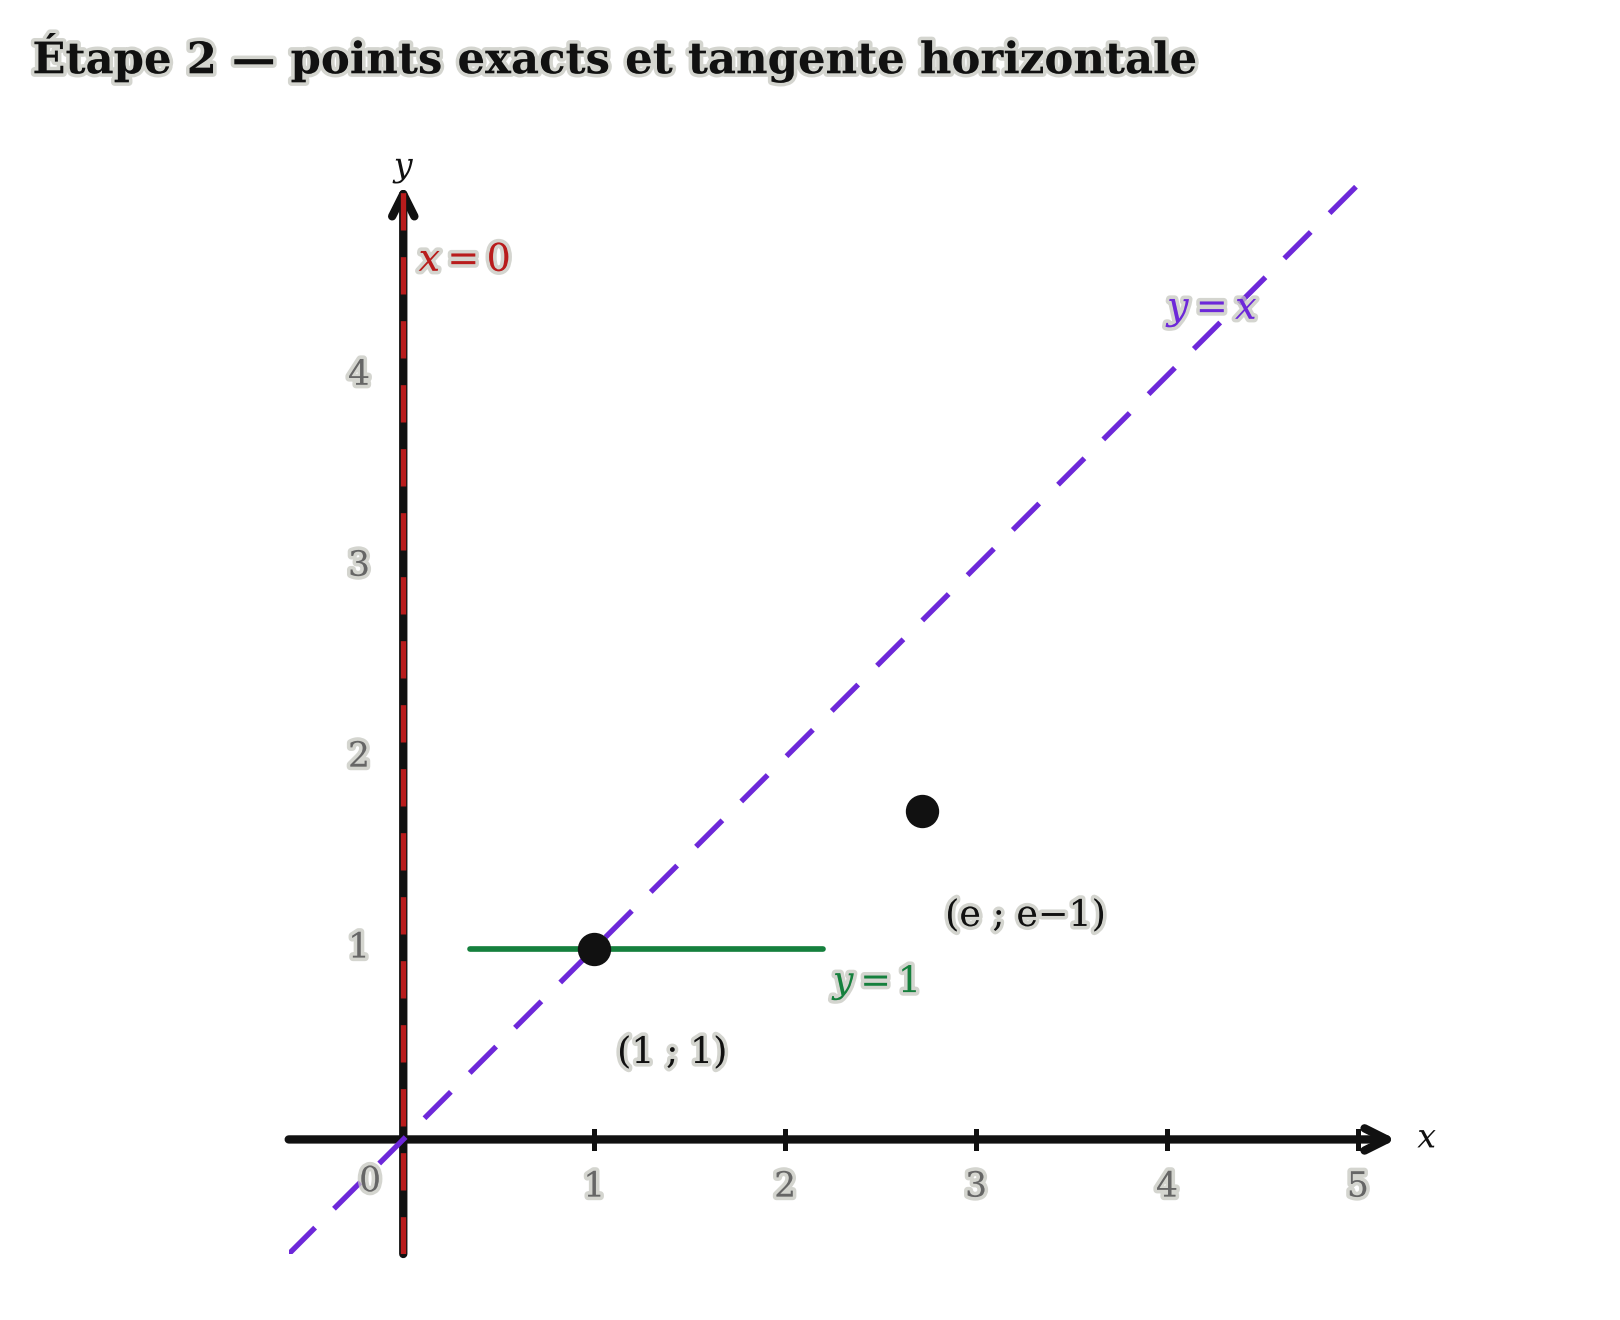 Étape 2 — points exacts et tangente horizontale
y
x = 0
y = x
4
3
2
(e ; e−1)
1
y = 1
(1 ; 1)
x
0 1 2 3 4 5